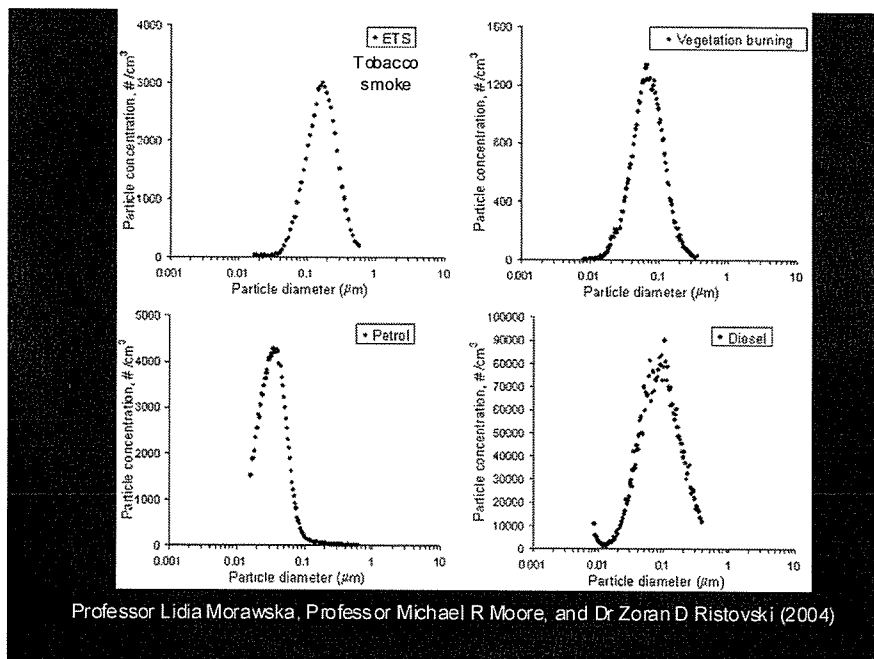 ETS
Tobacco
smoke
Particle concentration, #/cm³
4000
3000
2000
1000
0
0.001 0.01 0.1 1 10
Particle diameter (µm)
Vegetation burning
Particle concentration, #/cm³
1600
1200
800
400
0
0.001 0.01 0.1 1 10
Particle diameter (µm)
Petrol
Particle concentration, #/cm³
5000
4000
3000
2000
1000
0
0.001 0.01 0.1 1 10
Particle diameter (µm)
Diesel
Particle concentration, #/cm³
100000
90000
80000
70000
60000
50000
40000
30000
20000
10000
0
0.001 0.01 0.1 1 10
Particle diameter (µm)
Professor Lidia Morawska, Professor Michael R Moore, and Dr Zoran D Ristovski (2004)